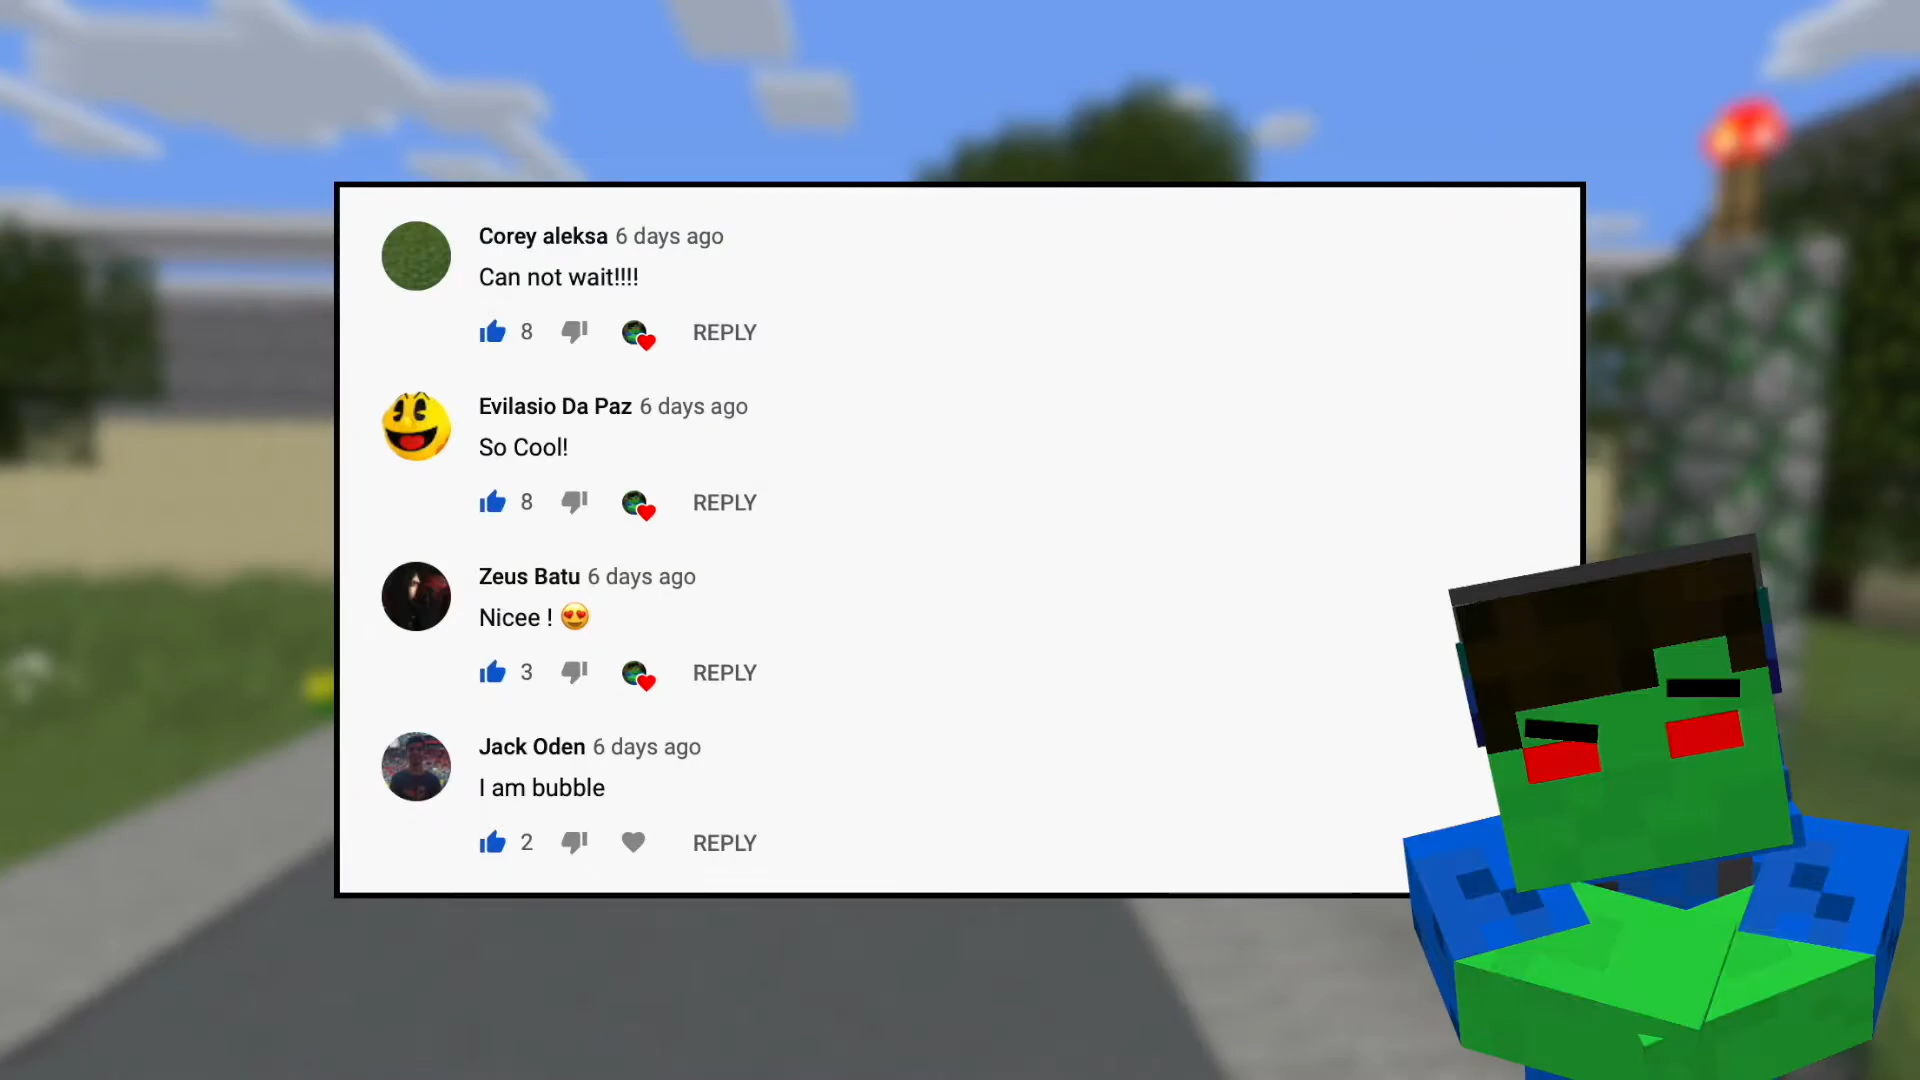 Corey aleksa 6 days ago
Can not wait!!!!
8 REPLY
Evilasio Da Paz 6 days ago
So Cool!
8 REPLY
Zeus Batu 6 days ago
Nicee ! 😍
3 REPLY
Jack Oden 6 days ago
I am bubble
2 REPLY